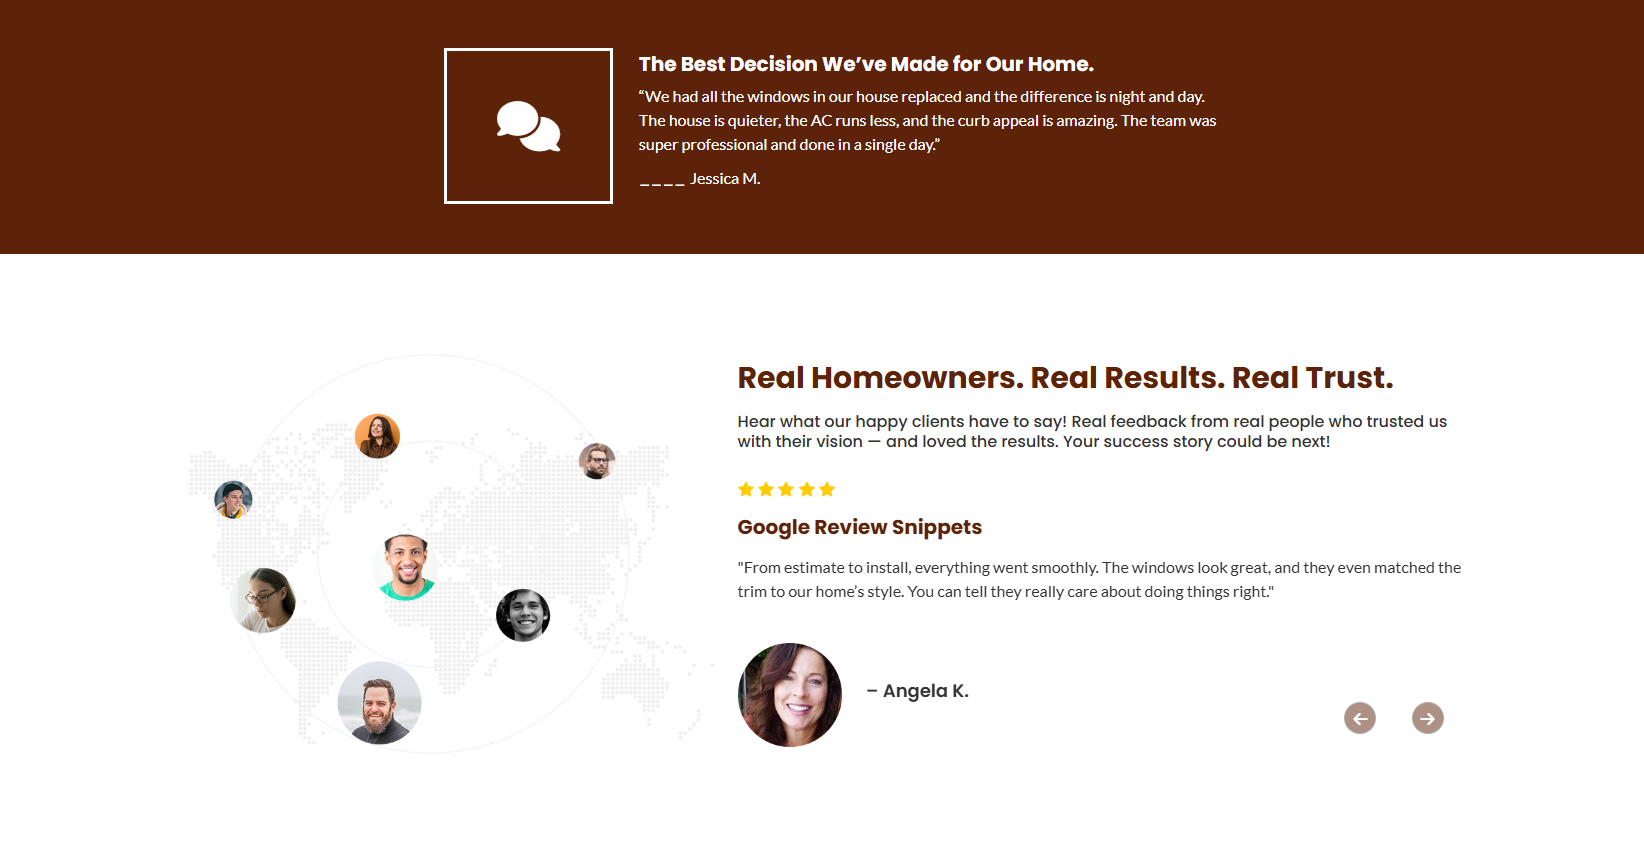 The Best Decision We’ve Made for Our Home.
“We had all the windows in our house replaced and the difference is night and day.
The house is quieter, the AC runs less, and the curb appeal is amazing. The team was
super professional and done in a single day.”
____ Jessica M.
Real Homeowners. Real Results. Real Trust.
Hear what our happy clients have to say! Real feedback from real people who trusted us
with their vision — and loved the results. Your success story could be next!
Google Review Snippets
"From estimate to install, everything went smoothly. The windows look great, and they even matched the
trim to our home’s style. You can tell they really care about doing things right."
– Angela K.